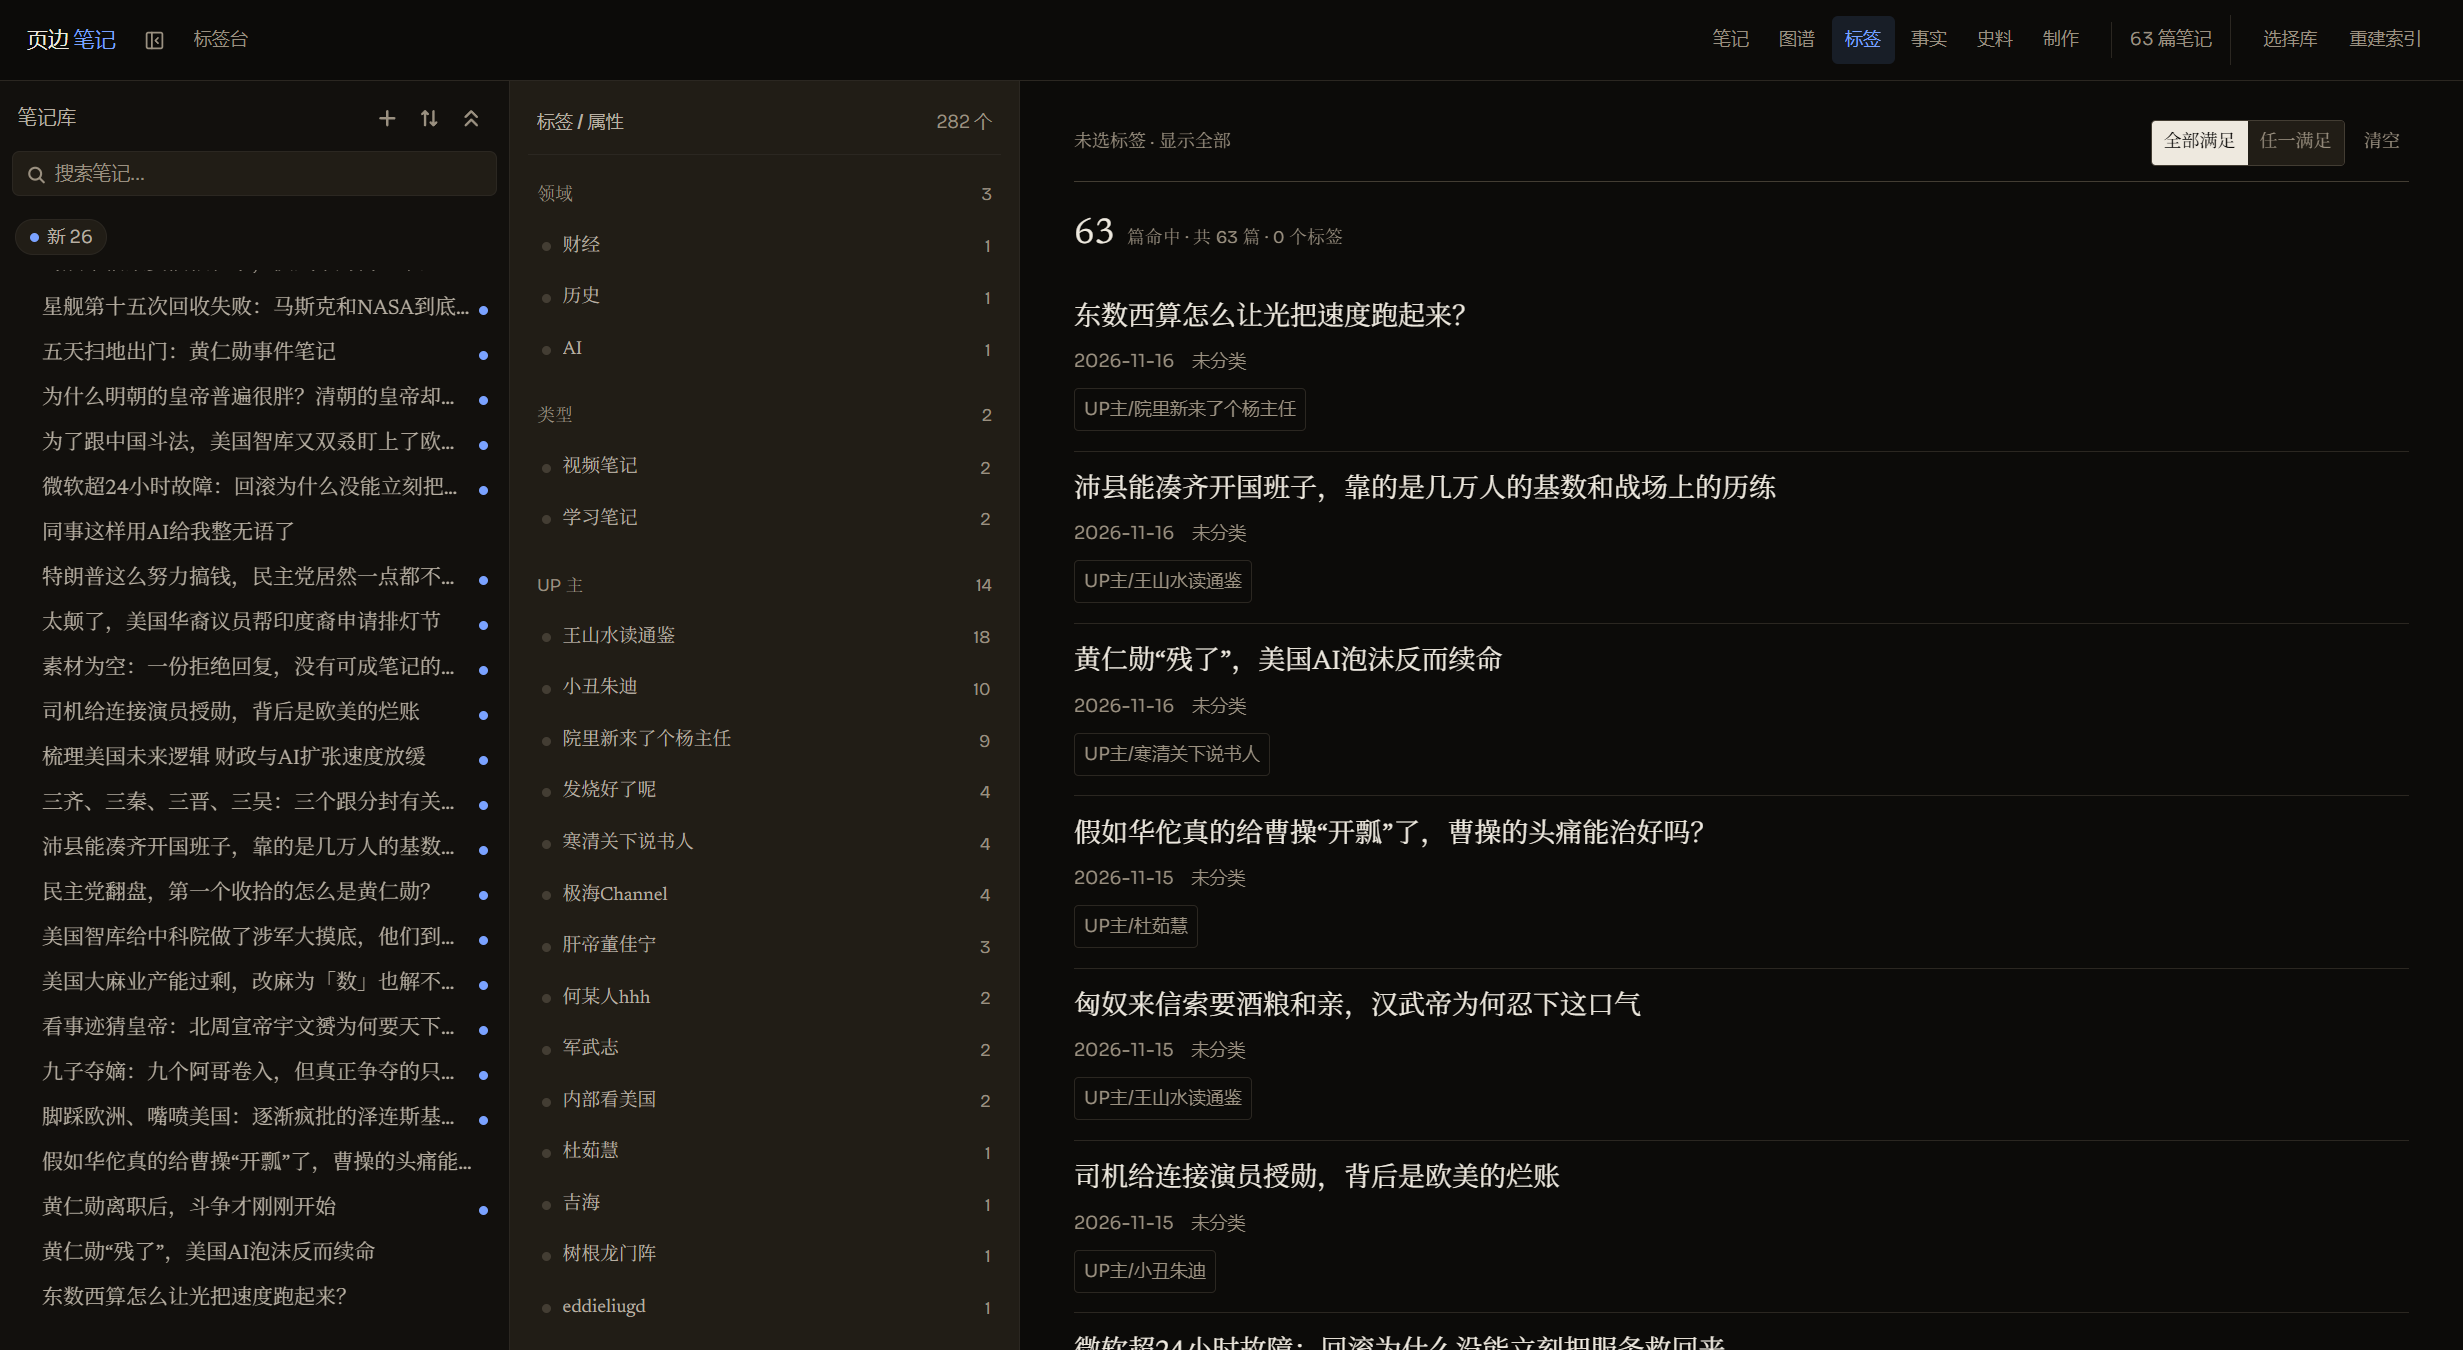 页边 笔记
标签台
笔记
图谱
标签
事实
史料
制作
63 篇笔记
选择库
重建索引
笔记库
搜索笔记...
新 26
星舰第十五次回收失败：马斯克和NASA到底...
五天扫地出门：黄仁勋事件笔记
为什么明朝的皇帝普遍很胖？清朝的皇帝却...
为了跟中国斗法，美国智库又双叒盯上了欧...
微软超24小时故障：回滚为什么没能立刻把...
同事这样用AI给我整无语了
特朗普这么努力搞钱，民主党居然一点都不...
太颠了，美国华裔议员帮印度裔申请排灯节
素材为空：一份拒绝回复，没有可成笔记的...
司机给连接演员授勋，背后是欧美的烂账
梳理美国未来逻辑 财政与AI扩张速度放缓
三齐、三秦、三晋、三吴：三个跟分封有关...
沛县能凑齐开国班子，靠的是几万人的基数...
民主党翻盘，第一个收拾的怎么是黄仁勋？
美国智库给中科院做了涉军大摸底，他们到...
美国大麻业产能过剩，改麻为「数」也解不...
看事迹猜皇帝：北周宣帝宇文赟为何要天下...
九子夺嫡：九个阿哥卷入，但真正争夺的只...
脚踩欧洲、嘴喷美国：逐渐疯批的泽连斯基...
假如华佗真的给曹操“开瓢”了，曹操的头痛能...
黄仁勋离职后，斗争才刚刚开始
黄仁勋“残了”，美国AI泡沫反而续命
东数西算怎么让光把速度跑起来？
标签 / 属性
282 个
领域
3
财经
1
历史
1
AI
1
类型
2
视频笔记
2
学习笔记
2
UP 主
14
王山水读通鉴
18
小丑朱迪
10
院里新来了个杨主任
9
发烧好了呢
4
寒清关下说书人
4
极海Channel
4
肝帝董佳宁
3
何某人hhh
2
军武志
2
内部看美国
2
杜茹慧
1
吉海
1
树根龙门阵
1
eddieliugd
1
未选标签 · 显示全部
全部满足
任一满足
清空
63 篇命中 · 共 63 篇 · 0 个标签
东数西算怎么让光把速度跑起来？
2026-11-16 未分类
UP主/院里新来了个杨主任
沛县能凑齐开国班子，靠的是几万人的基数和战场上的历练
2026-11-16 未分类
UP主/王山水读通鉴
黄仁勋“残了”，美国AI泡沫反而续命
2026-11-16 未分类
UP主/寒清关下说书人
假如华佗真的给曹操“开瓢”了，曹操的头痛能治好吗？
2026-11-15 未分类
UP主/杜茹慧
匈奴来信索要酒粮和亲，汉武帝为何忍下这口气
2026-11-15 未分类
UP主/王山水读通鉴
司机给连接演员授勋，背后是欧美的烂账
2026-11-15 未分类
UP主/小丑朱迪
微软超24小时故障：回滚为什么没能立刻把服务救回来